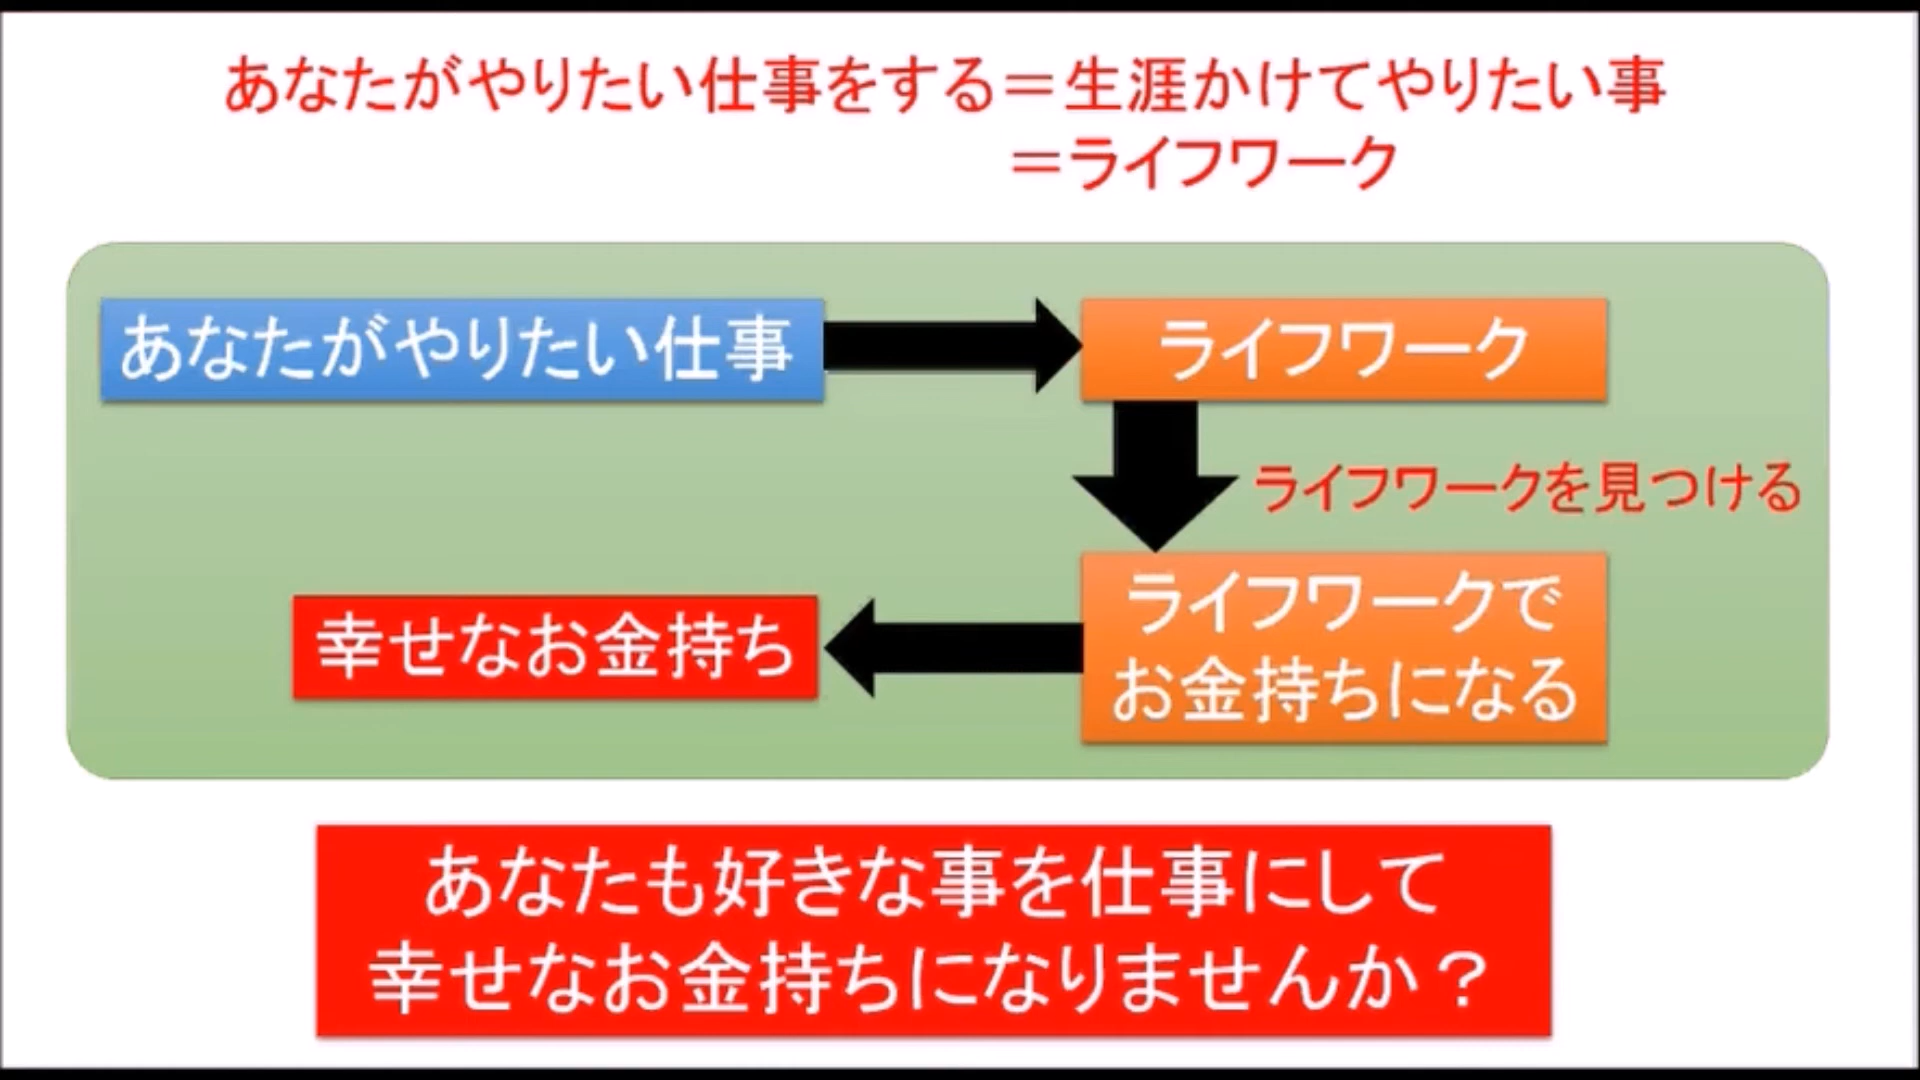 あなたがやりたい仕事をする＝生涯かけてやりたい事
＝ライフワーク
あなたがやりたい仕事
ライフワーク
ライフワークを見つける
ライフワークで
お金持ちになる
幸せなお金持ち
あなたも好きな事を仕事にして
幸せなお金持ちになりませんか？